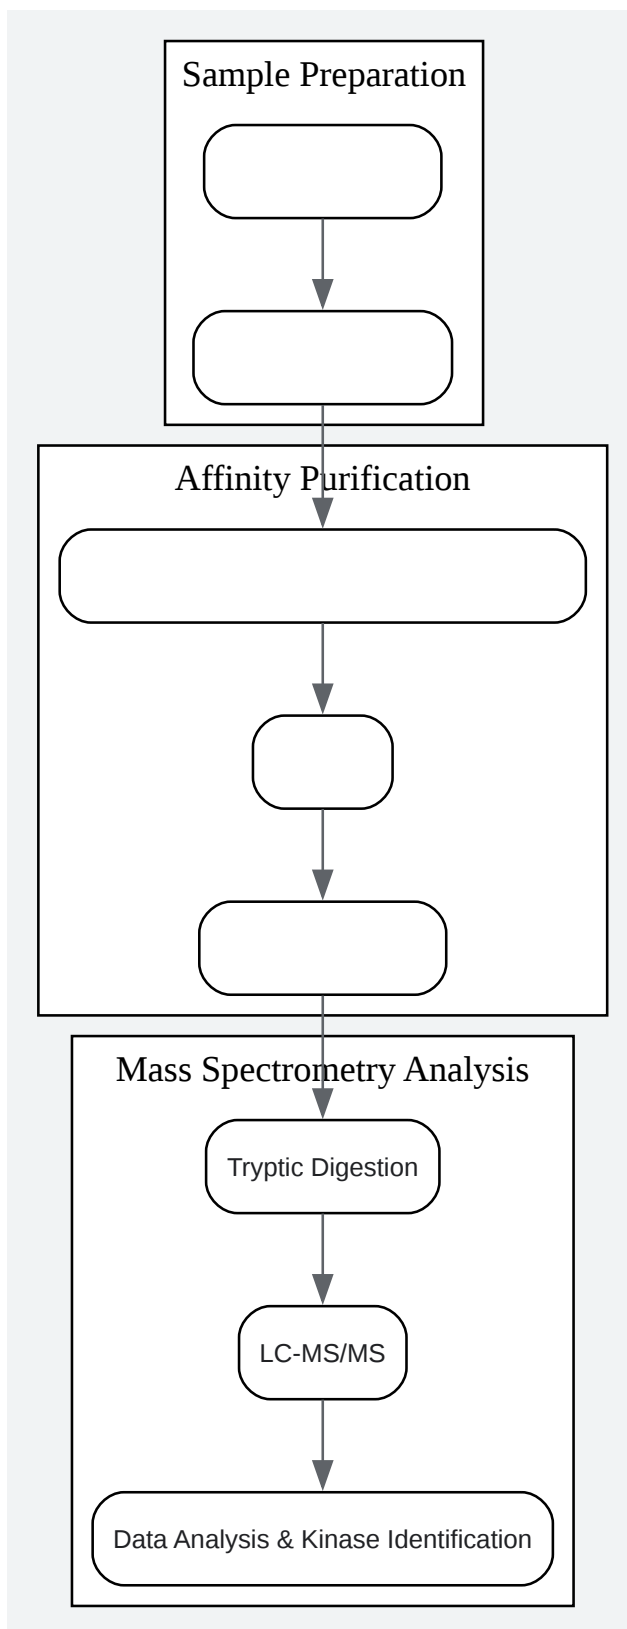 Sample Preparation
Affinity Purification
Mass Spectrometry Analysis
Tryptic Digestion
LC-MS/MS
Data Analysis & Kinase Identification